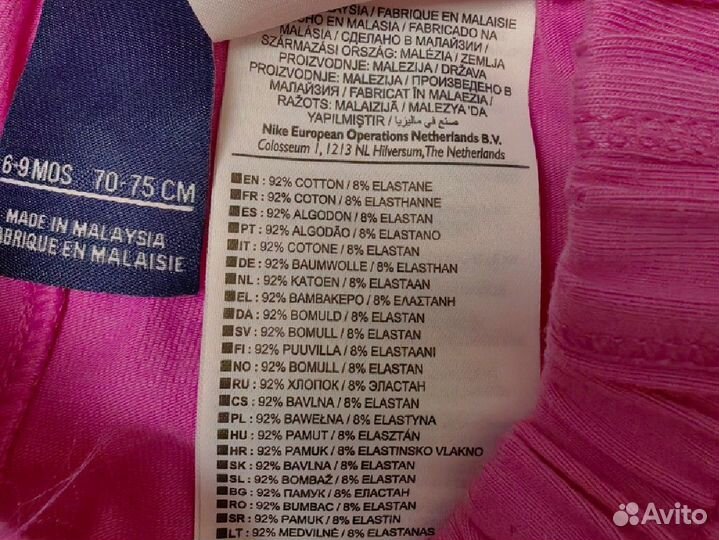 6-9 MOS 70-75 CM
MADE IN MALAYSIA
FABRIQUE EN MALAISIE
MALAYSIA / FABRIQUE EN MALAISIE
EN MALASIA / FABRICADO NA
MALÁSIA / СДЕЛАНО В МАЛАЙЗИИ /
SZÁRMAZÁSI ORSZÁG: MALÉZIA / ZEMLJA
PROIZVODNJE: MALEZIJA / DRŽAVA
PROIZVODNJE: MALEZIJA / ПРОИЗВЕДЕНО В
МАЛАЙЗИЯ / FABRICAT ÎN MALAEZIA /
RAŽOTS: MALAIZIJĀ / MALEZYA 'DA
YAPILMIŞTIR / صنع في ماليزيا
Nike European Operations Netherlands B.V.
Colosseum 1, 1213 NL Hilversum, The Netherlands
EN : 92% COTTON / 8% ELASTANE
FR : 92% COTON / 8% ELASTHANNE
ES : 92% ALGODON / 8% ELASTAN
PT : 92% ALGODÃO / 8% ELASTANO
IT : 92% COTONE / 8% ELASTAN
DE : 92% BAUMWOLLE / 8% ELASTHAN
NL : 92% KATOEN / 8% ELASTAAN
EL : 92% ΒΑΜΒΑΚΕΡΟ / 8% ΕΛΑΣΤΑΝΗ
DA : 92% BOMULD / 8% ELASTAN
SV : 92% BOMULL / 8% ELASTAN
FI : 92% PUUVILLA / 8% ELASTAANI
NO : 92% BOMULL / 8% ELASTAN
RU : 92% ХЛОПОК / 8% ЭЛАСТАН
CS : 92% BAVLNA / 8% ELASTAN
PL : 92% BAWEŁNA / 8% ELASTYNA
HU : 92% PAMUT / 8% ELASZTÁN
HR : 92% PAMUK / 8% ELASTINSKO VLAKNO
SK : 92% BAVLNA / 8% ELASTAN
SL : 92% BOMBAŽ / 8% ELASTAN
BG : 92% ПАМУК / 8% ЕЛАСТАН
RO : 92% BUMBAC / 8% ELASTAN
SR : 92% PAMUK / 8% ELASTIN
LT : 92% MEDVILNĖ / 8% ELASTANAS
Avito